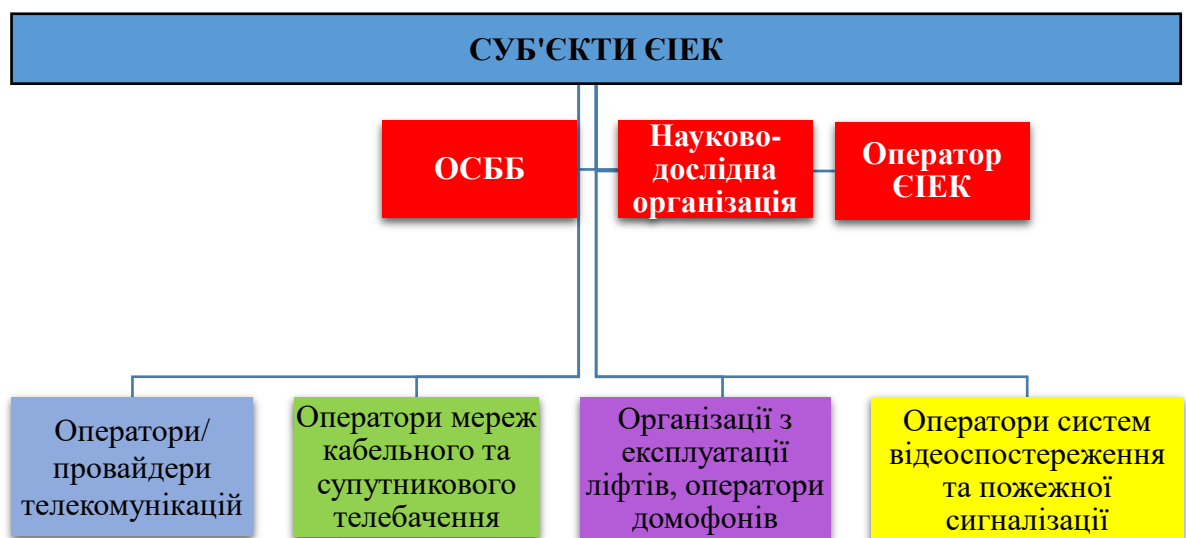 СУБ'ЄКТИ ЄІЕК
ОСББ
Науково-
дослідна
організація
Оператор
ЄІЕК
Оператори/
провайдери
телекомунікацій
Оператори мереж
кабельного та
супутникового
телебачення
Організації з
експлуатації
ліфтів, оператори
домофонів
Оператори систем
відеоспостереження
та пожежної
сигналізації